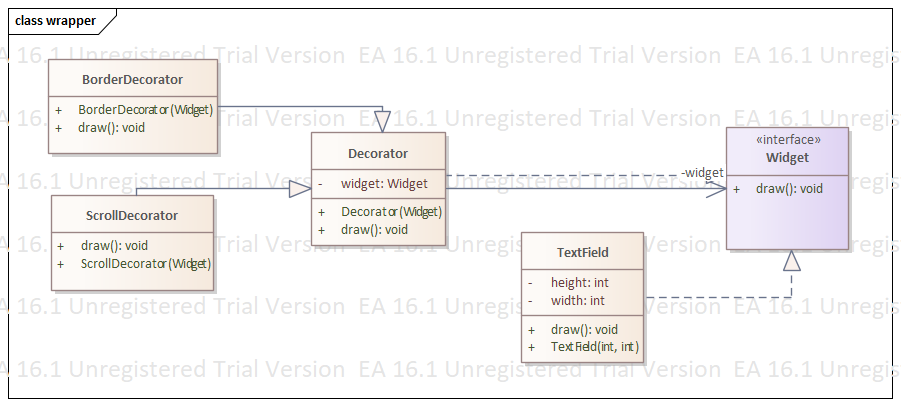 class wrapper
EA 16.1 Unregistered Trial Version EA 16.1 Unregistered Trial Version EA 16.1 Unregis
BorderDecorator
+ BorderDecorator(Widget)
+ draw(): void
Decorator
- widget: Widget
+ Decorator(Widget)
+ draw(): void
-widget
«interface»
Widget
+ draw(): void
ScrollDecorator
+ draw(): void
+ ScrollDecorator(Widget)
TextField
- height: int
- width: int
+ draw(): void
+ TextField(int, int)